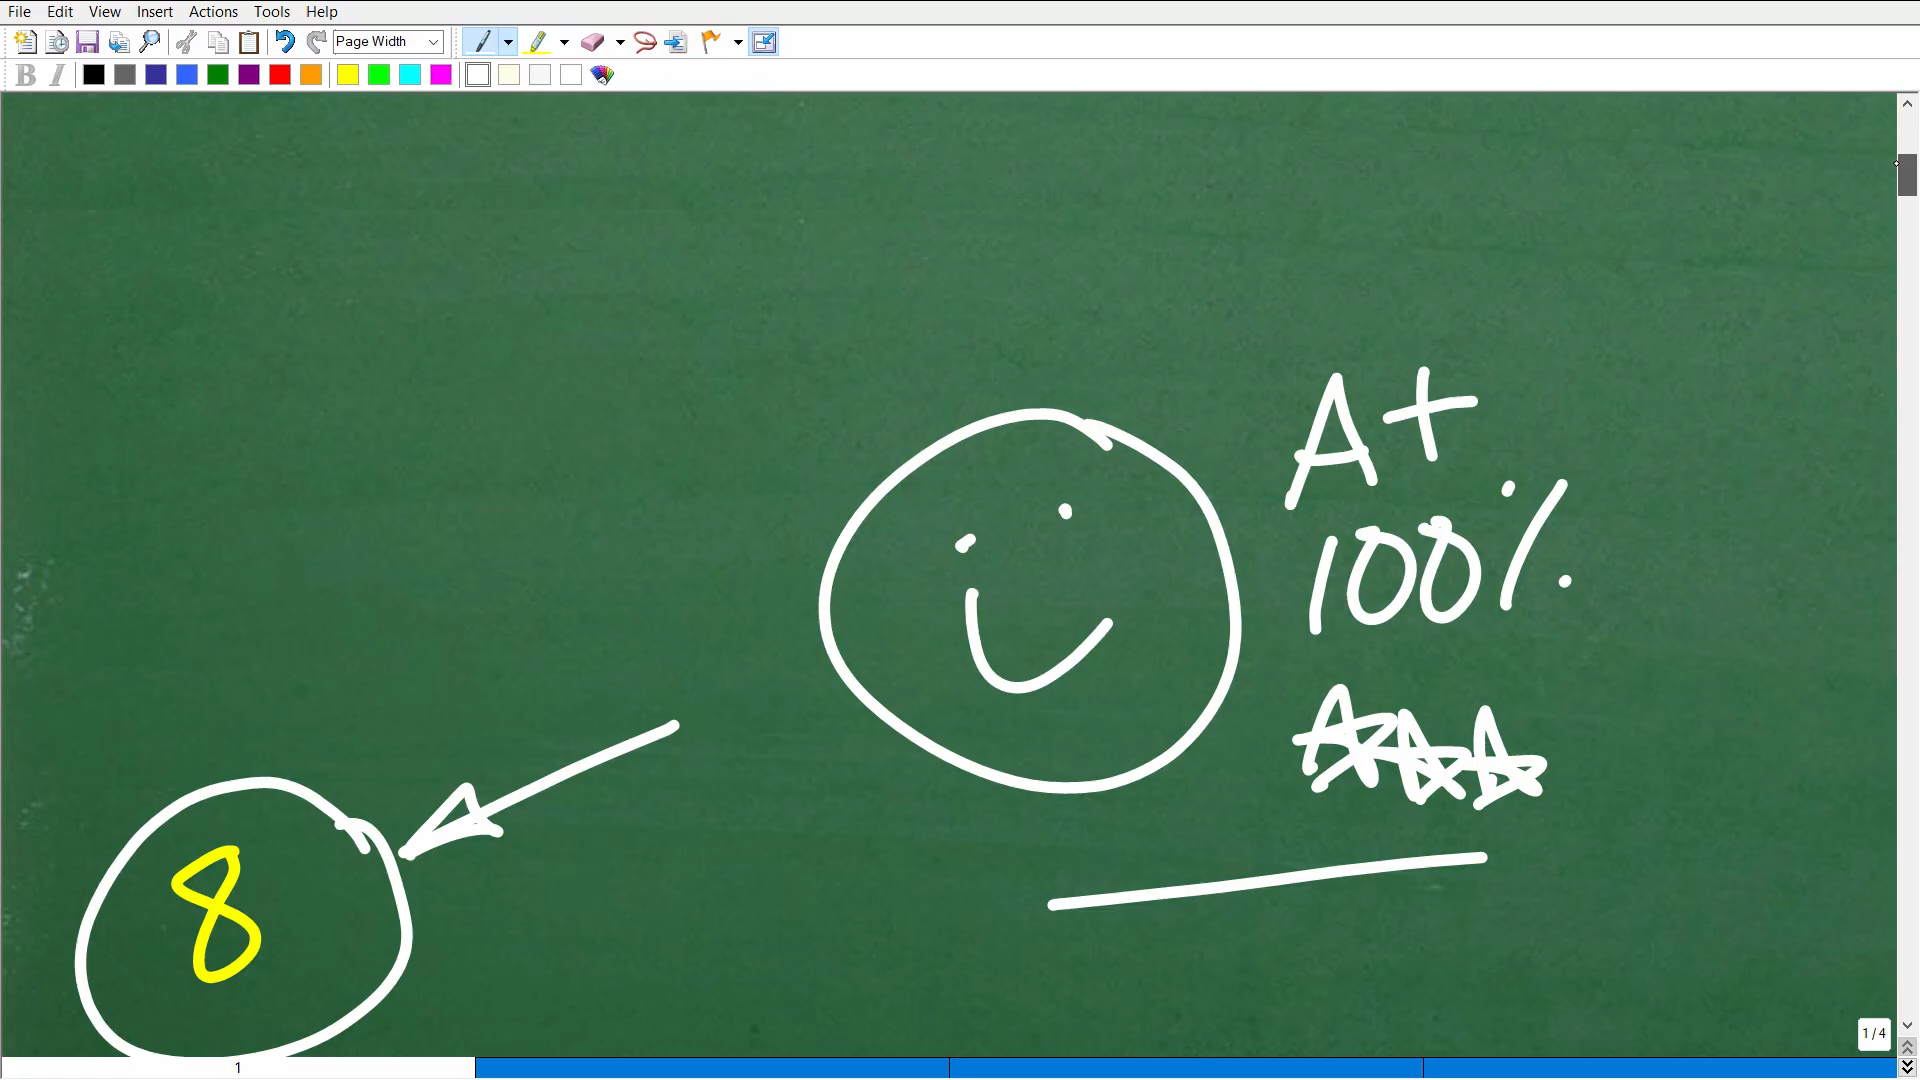 File Edit View Insert Actions Tools Help
Page Width
B I
A+
100%
8
1/4
1